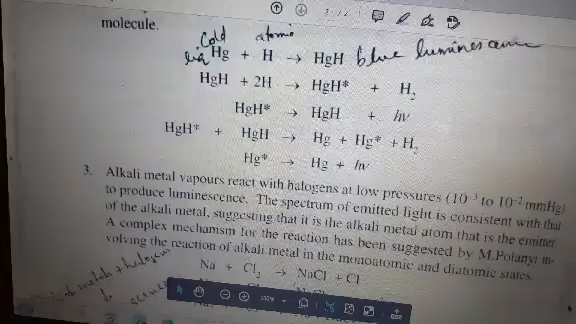 molecule.
cold atomic
liq Hg + H → HgH blue luminescence
HgH + 2H → HgH* + H₂
HgH* → HgH + hν
HgH* + HgH → Hg + Hg* + H₂
Hg* → Hg + hν
3. Alkali metal vapours react with halogens at low pressures (10⁻³ to 10⁻² mmHg)
to produce luminescence. The spectrum of emitted light is consistent with that
of the alkali metal, suggesting that it is the alkali metal atom that is the emitter.
A complex mechanism for the reaction has been suggested by M.Polanyi in-
volving the reaction of alkali metal in the monoatomic and diatomic states.
Na + Cl₂ → NaCl + Cl
metals + halogen